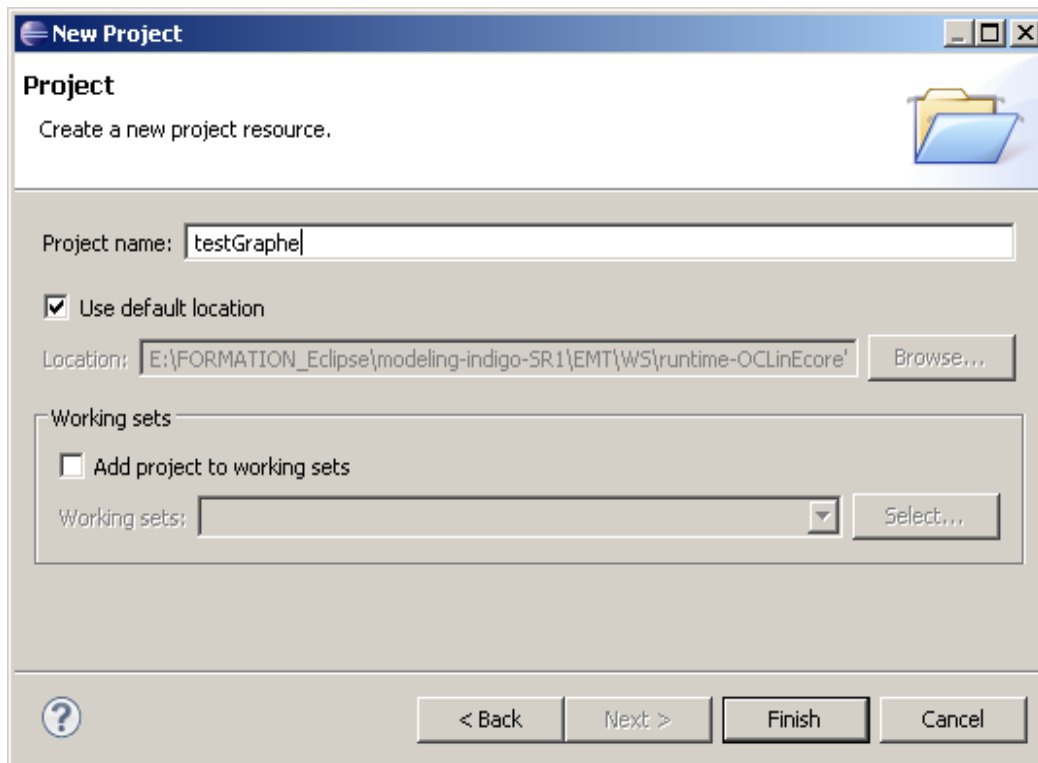 New Project
Project
Create a new project resource.
Project name: testGraphe
Use default location
Location: E:\FORMATION_Eclipse\modeling-indigo-SR1\EMT\WS\runtime-OCLinEcore' Browse...
Working sets
Add project to working sets
Working sets: Select...
? < Back Next > Finish Cancel